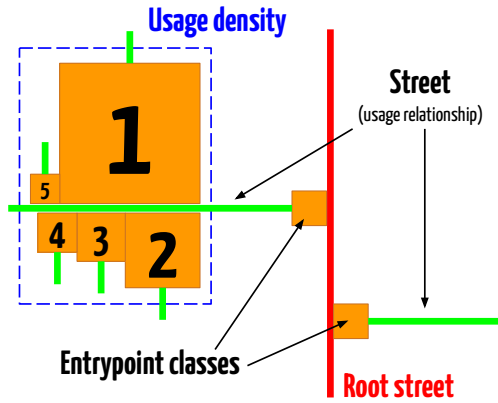 Usage density
Street
(usage relationship)
1
5
4
3
2
Entrypoint classes
Root street